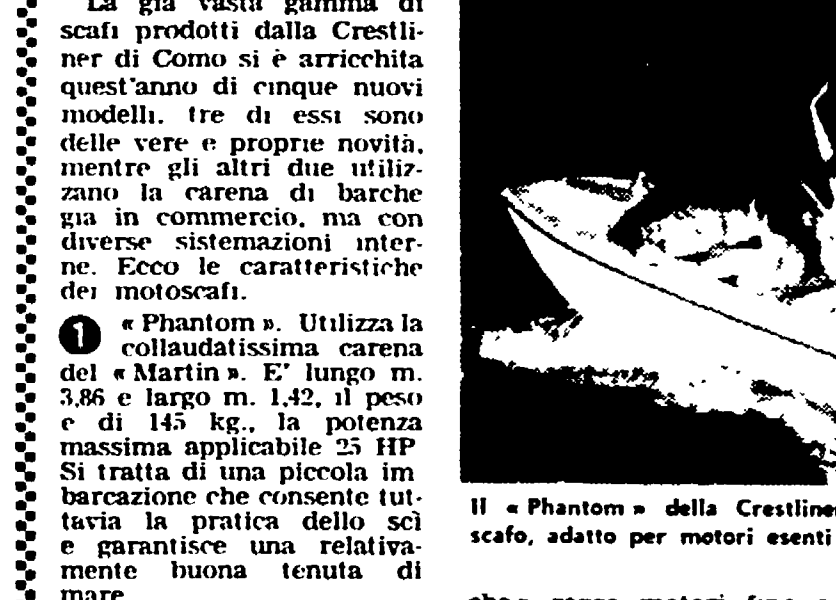 La già vasta gamma di
scafi prodotti dalla Crestli-
ner di Como si è arricchita
quest'anno di cinque nuovi
modelli. tre di essi sono
delle vere e proprie novità,
mentre gli altri due utiliz-
zano la carena di barche
già in commercio, ma con
diverse sistemazioni inter-
ne. Ecco le caratteristiche
dei motoscafi.
1 « Phantom ». Utilizza la
collaudatissima carena
del « Martin ». E' lungo m.
3,86 e largo m. 1,42, il peso
e di 145 kg., la potenza
massima applicabile 25 HP
Si tratta di una piccola im
barcazione che consente tut-
tavia la pratica dello scì
e garantisce una relativa-
mente buona tenuta di
mare
Il « Phantom » della Crestline
scafo, adatto per motori esenti